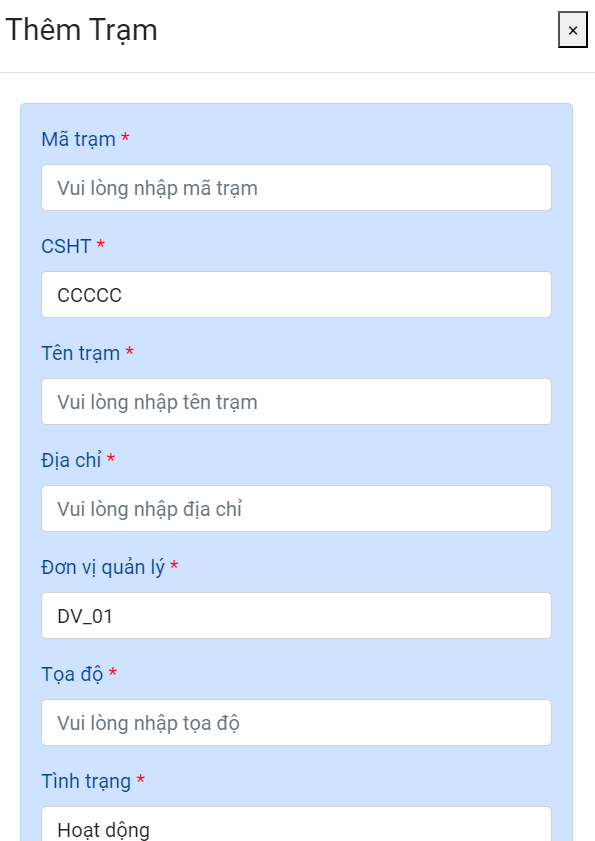 Thêm Trạm
×
Mã trạm *
Vui lòng nhập mã trạm
CSHT *
CCCCC
Tên trạm *
Vui lòng nhập tên trạm
Địa chỉ *
Vui lòng nhập địa chỉ
Đơn vị quản lý *
DV_01
Tọa độ *
Vui lòng nhập tọa độ
Tình trạng *
Hoạt dộng